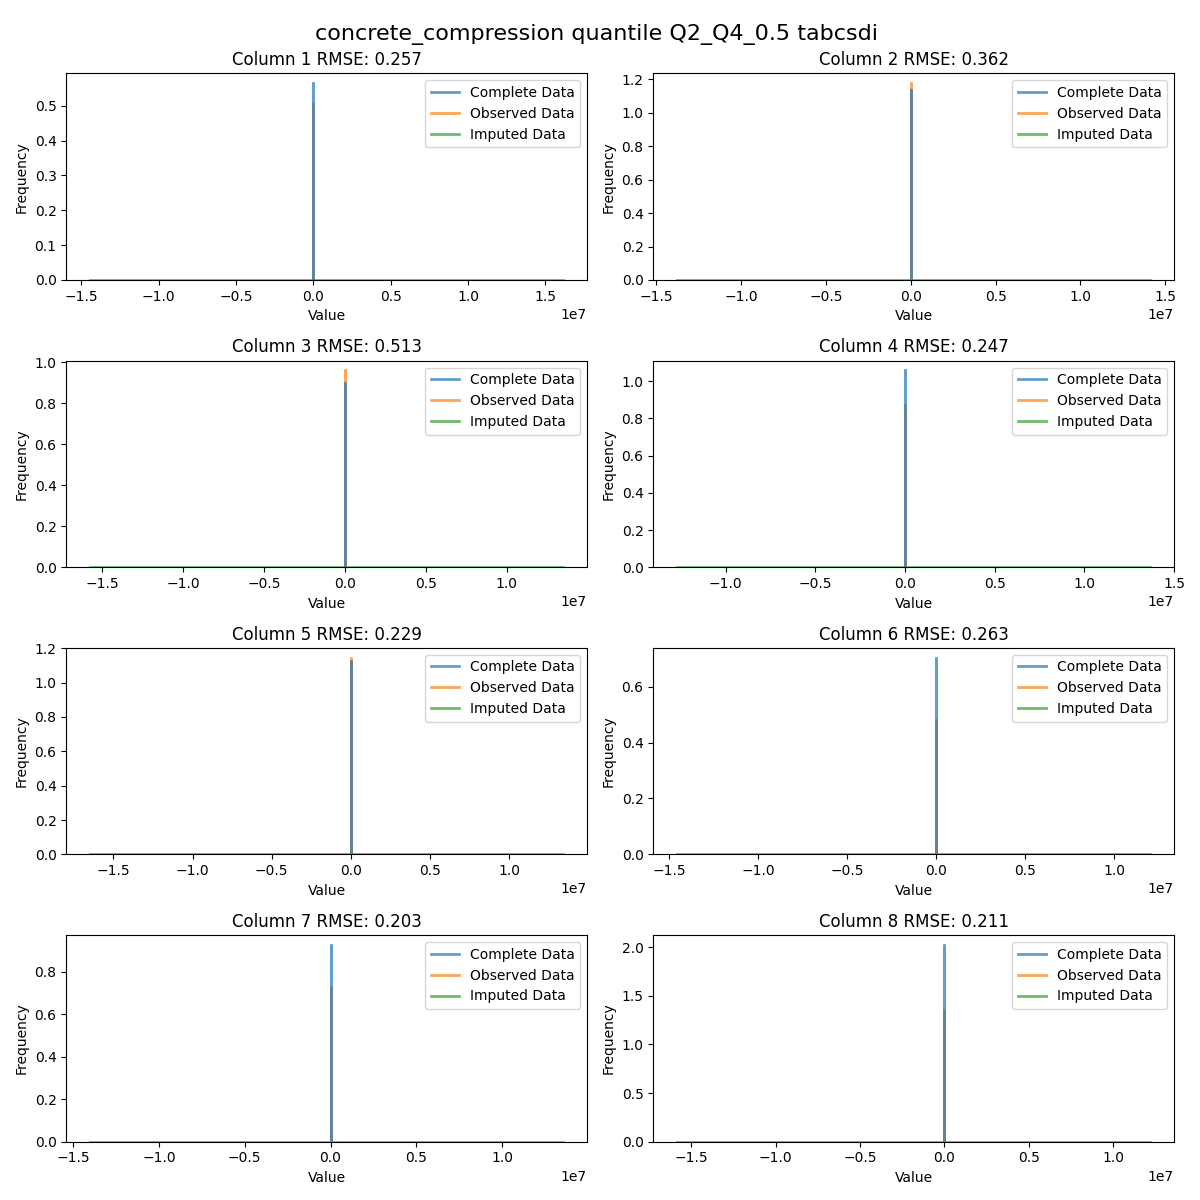 concrete_compression quantile Q2_Q4_0.5 tabcsdi
Column 1 RMSE: 0.257
Complete Data
Observed Data
Imputed Data
Frequency
0.5
0.4
0.3
0.2
0.1
0.0
−1.5 −1.0 −0.5 0.0 0.5 1.0 1.5
Value
1e7
Column 2 RMSE: 0.362
Complete Data
Observed Data
Imputed Data
Frequency
1.2
1.0
0.8
0.6
0.4
0.2
0.0
−1.5 −1.0 −0.5 0.0 0.5 1.0 1.5
Value
1e7
Column 3 RMSE: 0.513
Complete Data
Observed Data
Imputed Data
Frequency
1.0
0.8
0.6
0.4
0.2
0.0
−1.5 −1.0 −0.5 0.0 0.5 1.0
Value
1e7
Column 4 RMSE: 0.247
Complete Data
Observed Data
Imputed Data
Frequency
1.0
0.8
0.6
0.4
0.2
0.0
−1.0 −0.5 0.0 0.5 1.0 1.5
Value
1e7
Column 5 RMSE: 0.229
Complete Data
Observed Data
Imputed Data
Frequency
1.2
1.0
0.8
0.6
0.4
0.2
0.0
−1.5 −1.0 −0.5 0.0 0.5 1.0
Value
1e7
Column 6 RMSE: 0.263
Complete Data
Observed Data
Imputed Data
Frequency
0.6
0.4
0.2
0.0
−1.5 −1.0 −0.5 0.0 0.5 1.0
Value
1e7
Column 7 RMSE: 0.203
Complete Data
Observed Data
Imputed Data
Frequency
0.8
0.6
0.4
0.2
0.0
−1.5 −1.0 −0.5 0.0 0.5 1.0
Value
1e7
Column 8 RMSE: 0.211
Complete Data
Observed Data
Imputed Data
Frequency
2.0
1.5
1.0
0.5
0.0
−1.5 −1.0 −0.5 0.0 0.5 1.0
Value
1e7